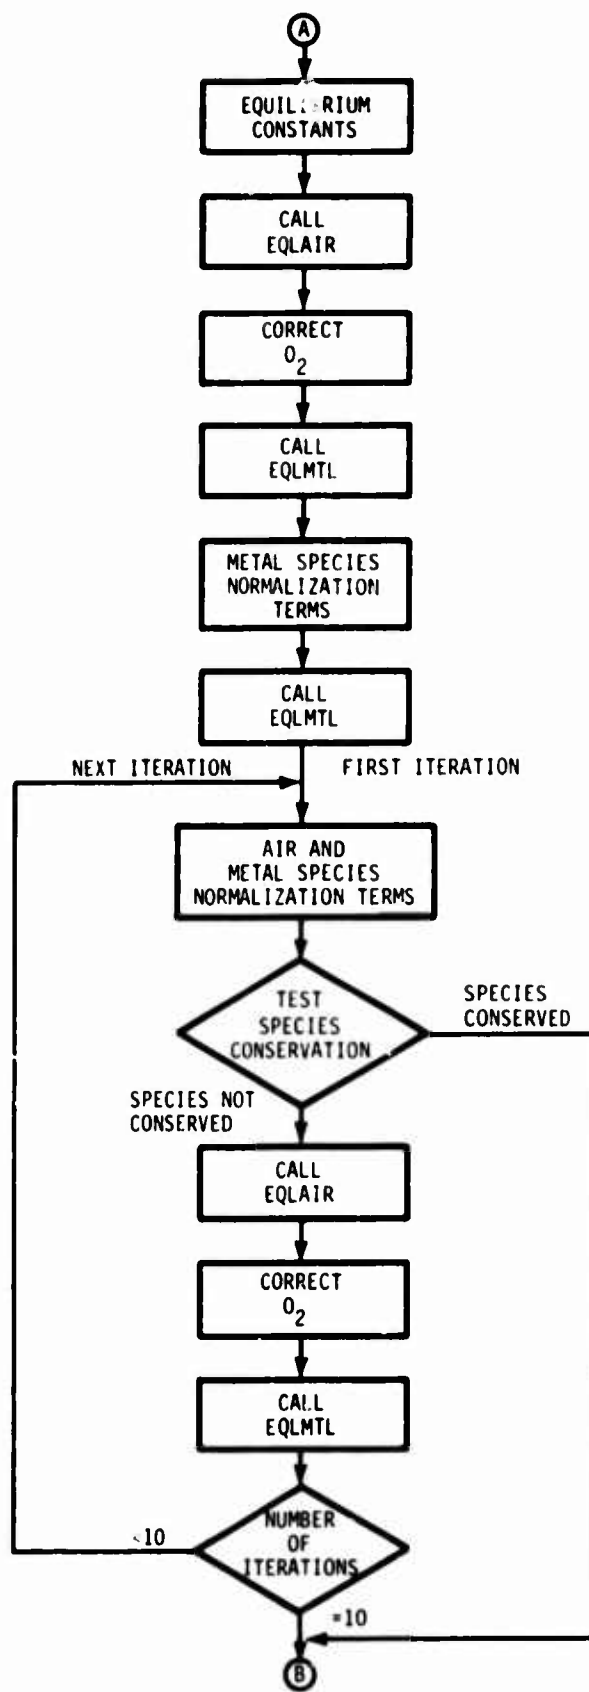 A
EQUILIBRIUM
CONSTANTS
CALL
EQLAIR
CORRECT
O2
CALL
EQLMTL
METAL SPECIES
NORMALIZATION
TERMS
CALL
EQLMTL
NEXT ITERATION
FIRST ITERATION
AIR AND
METAL SPECIES
NORMALIZATION TERMS
TEST
SPECIES
CONSERVATION
SPECIES
CONSERVED
SPECIES NOT
CONSERVED
CALL
EQLAIR
CORRECT
O2
CALL
EQLMTL
NUMBER
OF
ITERATIONS
<10
=10
B